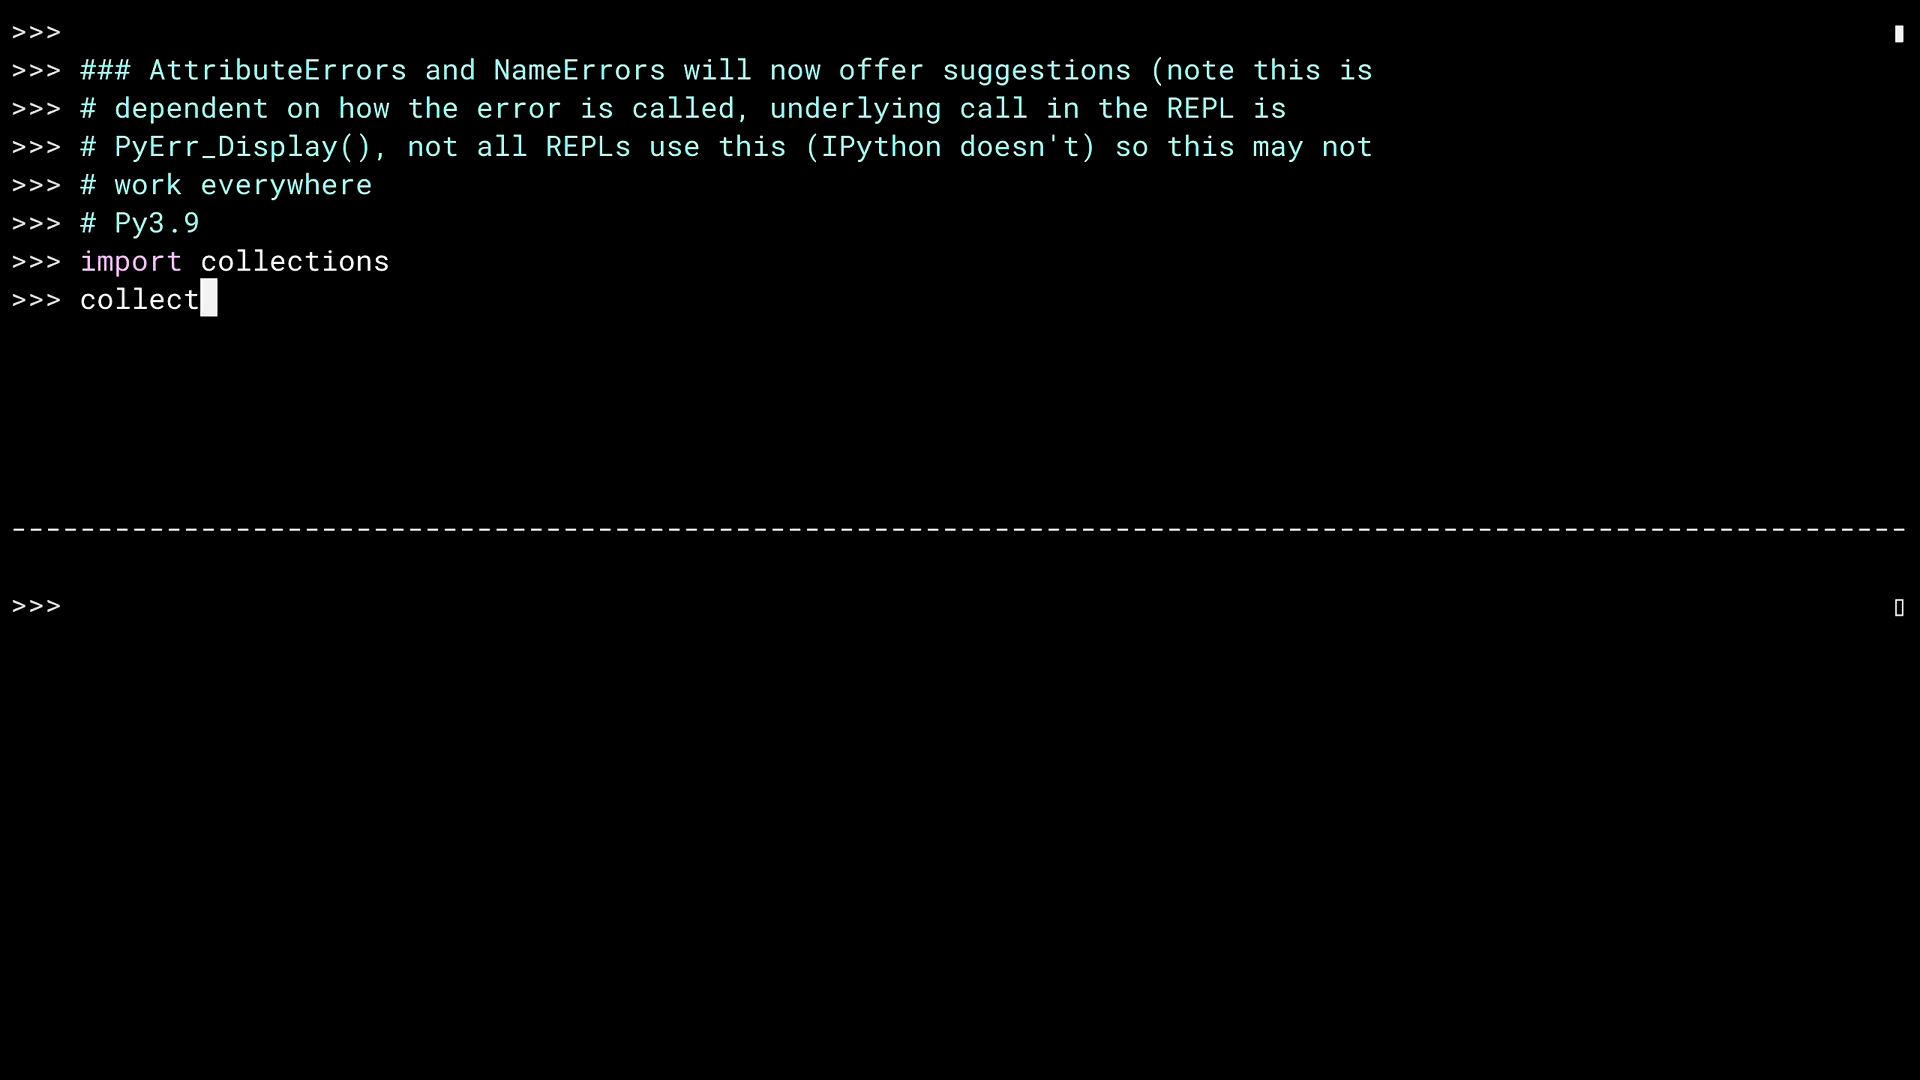 >>>
>>> ### AttributeErrors and NameErrors will now offer suggestions (note this is
>>> # dependent on how the error is called, underlying call in the REPL is
>>> # PyErr_Display(), not all REPLs use this (IPython doesn't) so this may not
>>> # work everywhere
>>> # Py3.9
>>> import collections
>>> collect
--------------------------------------------------------------------------------------------------------------
>>>